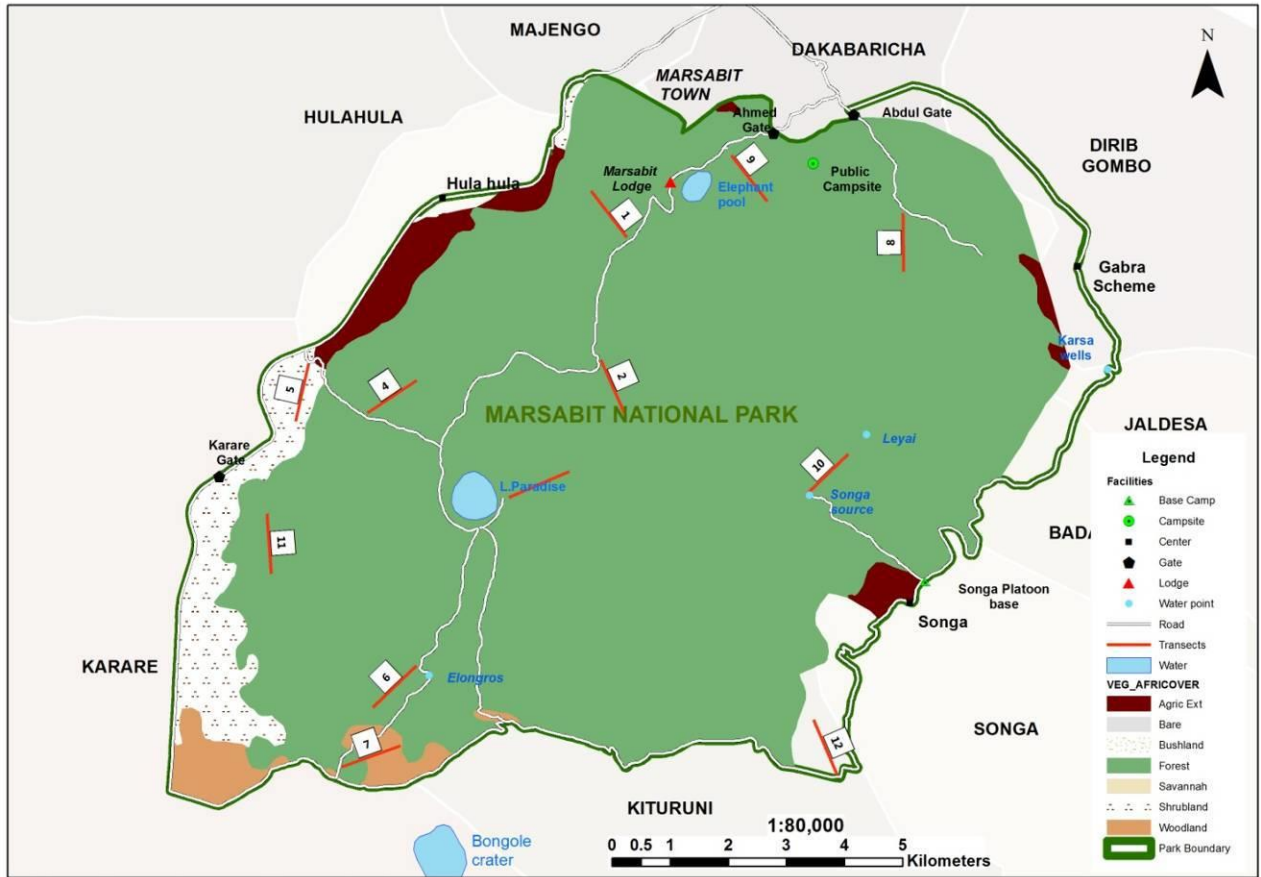 N
MAJENGO
DAKABARICHA
MARSABIT
TOWN
HULAHULA
Ahmed
Gate
Abdul Gate
DIRIB
GOMBO
Hula hula
Marsabit
Lodge
Elephant
pool
9
Public
Campsite
1
8
Gabra
Scheme
Karsa
wells
5
4
2
MARSABIT NATIONAL PARK
JALDESA
Karare
Gate
Leyai
10
L.Paradise
Songa
source
11
BADA
Songa Platoon
base
Songa
KARARE
6
Elongros
7
12
SONGA
KITURUNI
Bongole
crater
1:80,000
0 0.5 1 2 3 4 5
Kilometers
Legend
Facilities
Base Camp
Campsite
Center
Gate
Lodge
Water point
Road
Transects
Water
VEG_AFRICOVER
Agric Ext
Bare
Bushland
Forest
Savannah
Shrubland
Woodland
Park Boundary